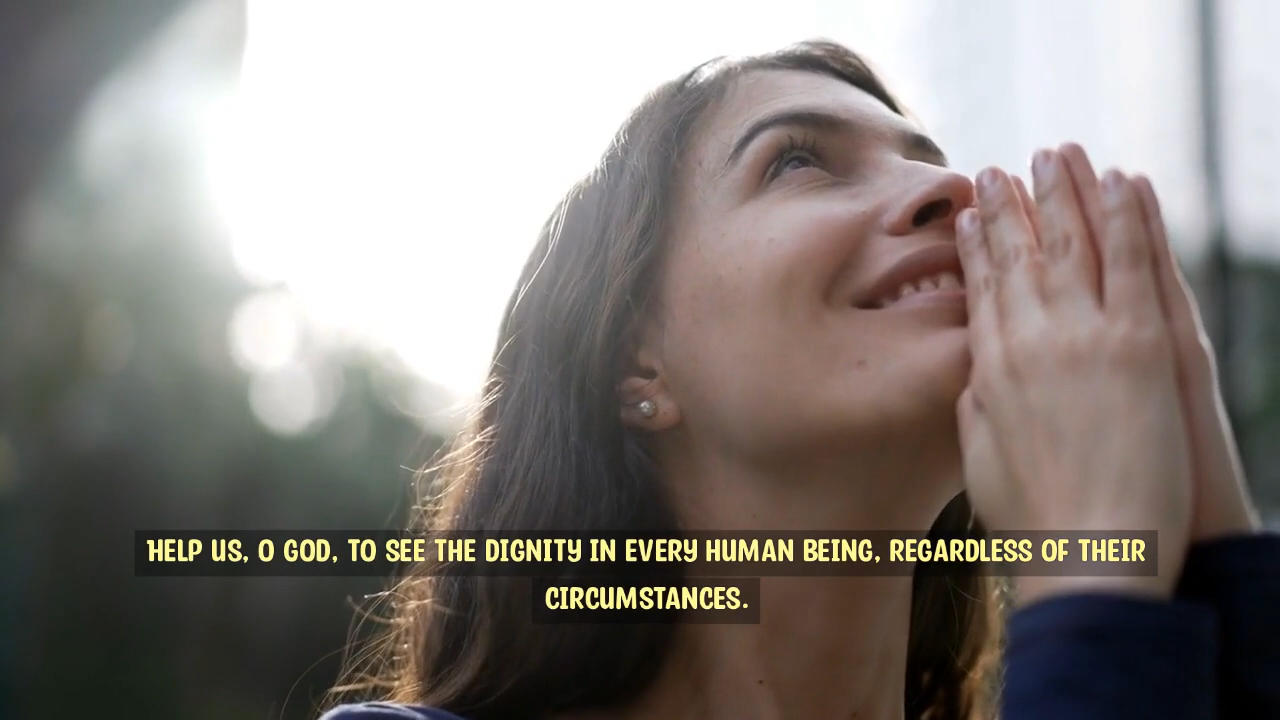 HELP US, O GOD, TO SEE THE DIGNITY IN EVERY HUMAN BEING, REGARDLESS OF THEIR
CIRCUMSTANCES.